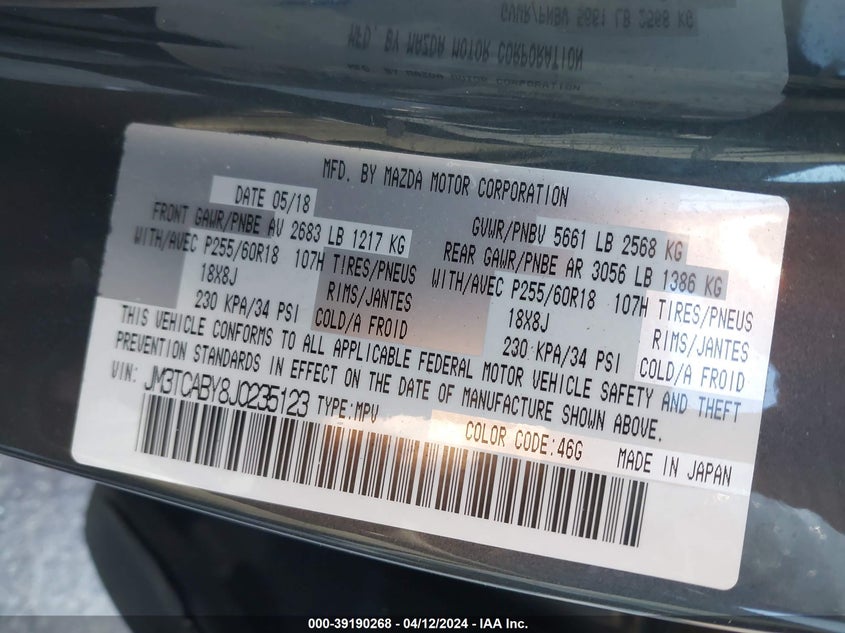 MFD. BY MAZDA MOTOR CORPORATION
DATE 05/18
GVWR/PNBV 5661 LB 2568 KG
FRONT GAWR/PNBE AV 2683 LB 1217 KG
REAR GAWR/PNBE AR 3056 LB 1386 KG
WITH/AVEC P255/60R18 107H TIRES/PNEUS
WITH/AVEC P255/60R18 107H TIRES/PNEUS
18X8J RIMS/JANTES
18X8J RIMS/JANTES
230 KPA/34 PSI COLD/A FROID
230 KPA/34 PSI COLD/A FROID
THIS VEHICLE CONFORMS TO ALL APPLICABLE FEDERAL MOTOR VEHICLE SAFETY AND THEFT
PREVENTION STANDARDS IN EFFECT ON THE DATE OF MANUFACTURE SHOWN ABOVE.
VIN: JM3TCABY8J0235123 TYPE:MPV
COLOR CODE:46G
MADE IN JAPAN
000-39190268 - 04/12/2024 - IAA Inc.